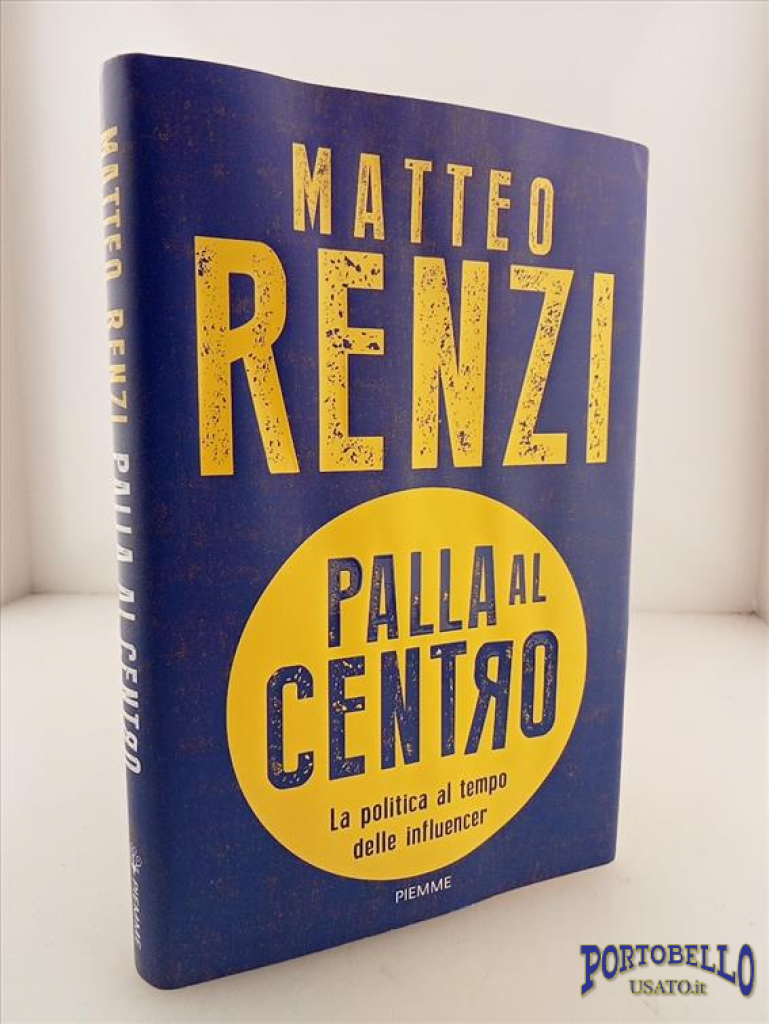 MATTEO
RENZI
PALLA AL
CENTRO
La politica al tempo
delle influencer
PIEMME
MATTEO RENZI PALLA AL CENTRO
PIEMME
PORTOBELLO
USATO.it